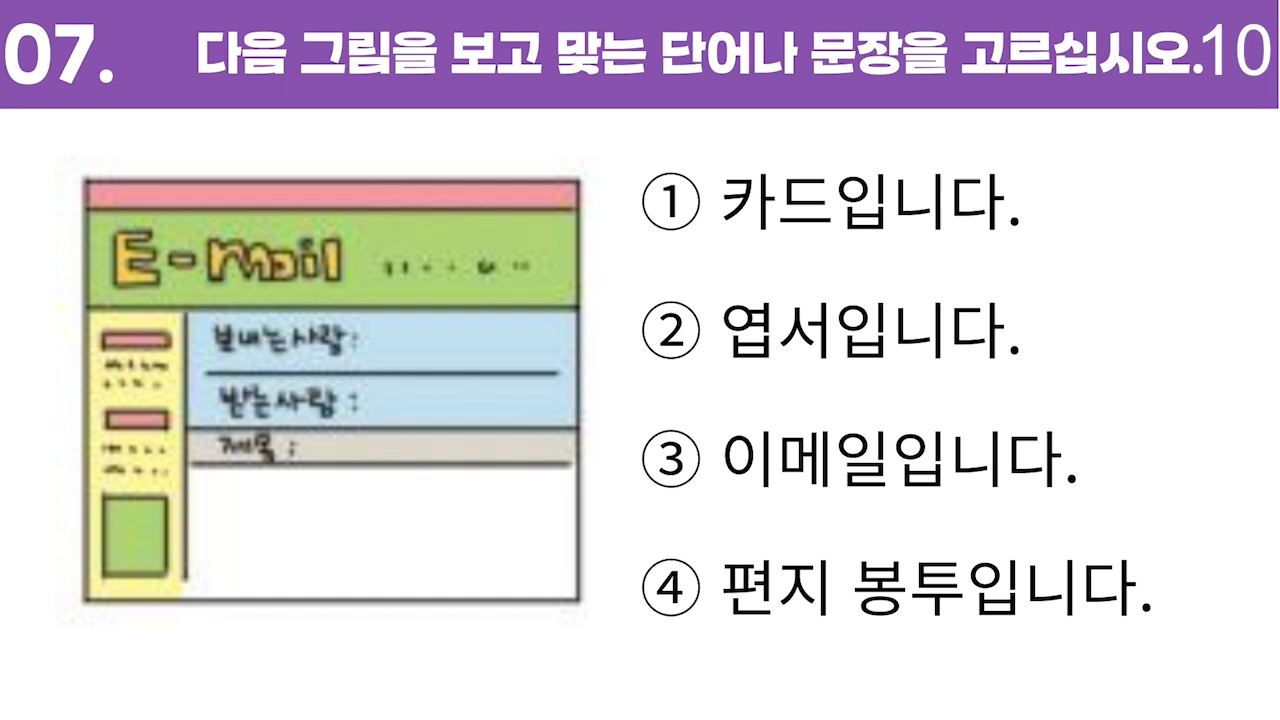 07. 다음 그림을 보고 맞는 단어나 문장을 고르십시오.10
E-mail
보내는사람:
받는사람:
제목:
① 카드입니다.
② 엽서입니다.
③ 이메일입니다.
④ 편지 봉투입니다.